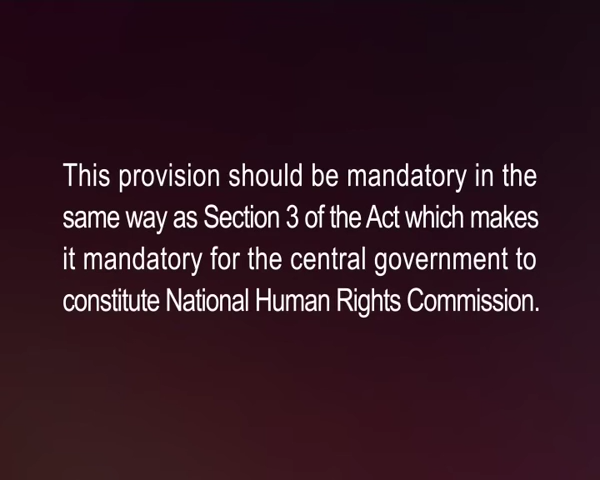 This provision should be mandatory in the
same way as Section 3 of the Act which makes
it mandatory for the central government to
constitute National Human Rights Commission.